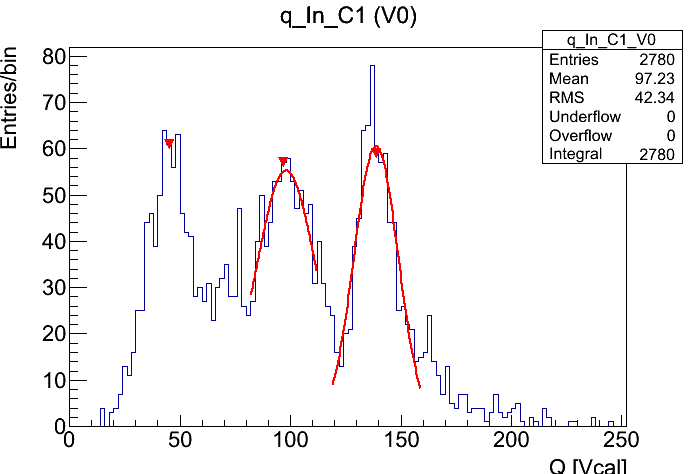 q_In_C1 (V0)
q_In_C1_V0
Entries 2780
Mean 97.23
RMS 42.34
Underflow 0
Overflow 0
Integral 2780
Entries/bin
80
70
60
50
40
30
20
10
0
0 50 100 150 200 250
Q [Vcal]